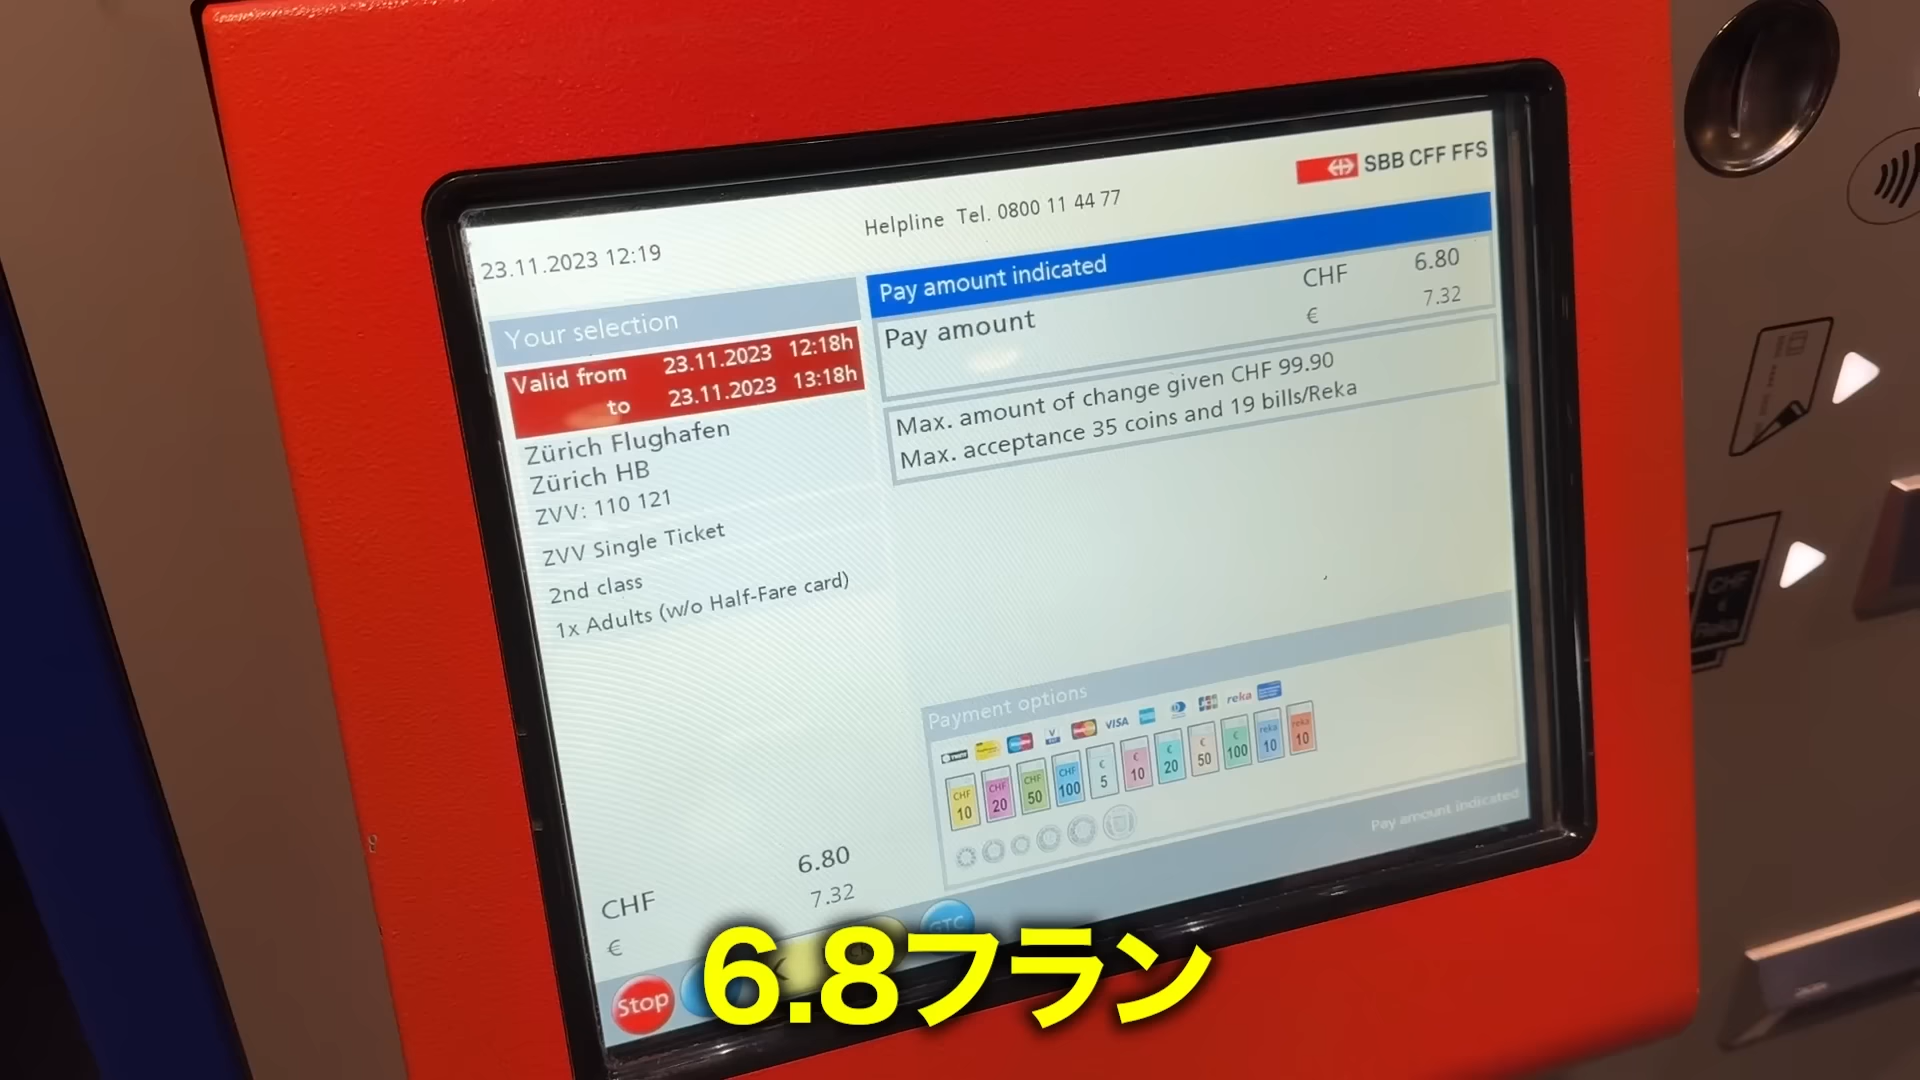 SBB CFF FFS
Helpline Tel. 0800 11 44 77
23.11.2023 12:19
Your selection
Valid from 23.11.2023 12:18h
to 23.11.2023 13:18h
Zürich Flughafen
Zürich HB
ZVV: 110 121
ZVV Single Ticket
2nd class
1x Adults (w/o Half-Fare card)
CHF 6.80
€ 7.32
Pay amount indicated
Pay amount CHF 6.80
€ 7.32
Max. amount of change given CHF 99.90
Max. acceptance 35 coins and 19 bills/Reka
Payment options
V VISA reka
CHF 10 CHF 20 CHF 50 CHF 100 € 5 € 10 € 20 € 50 € 100 reka 10 reka 10
Pay amount indicated
Stop
GTC
CHF
€
6.8フラン